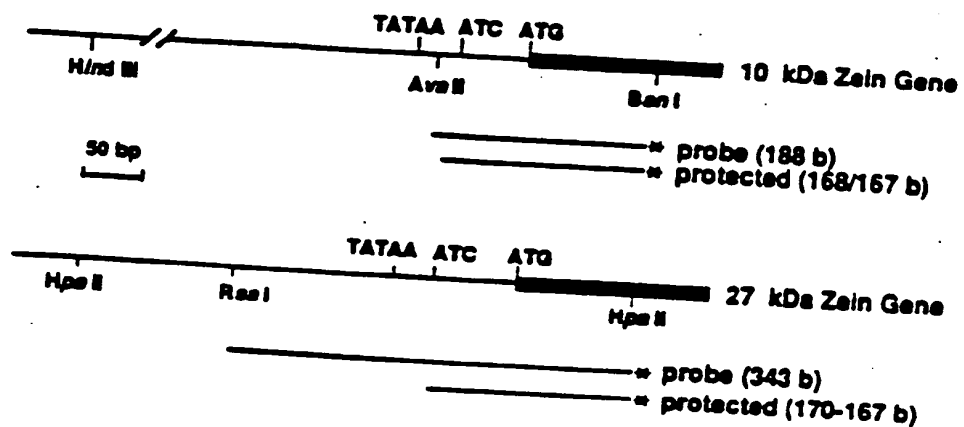 TATAA ATC ATG
Hind III
Ava II
Ban I
10 kDa Zein Gene
50 bp
* probe (188 b)
* protected (168/167 b)
TATAA ATC ATG
Hpa II
Rsa I
Hpa II
27 kDa Zein Gene
* probe (343 b)
* protected (170-167 b)